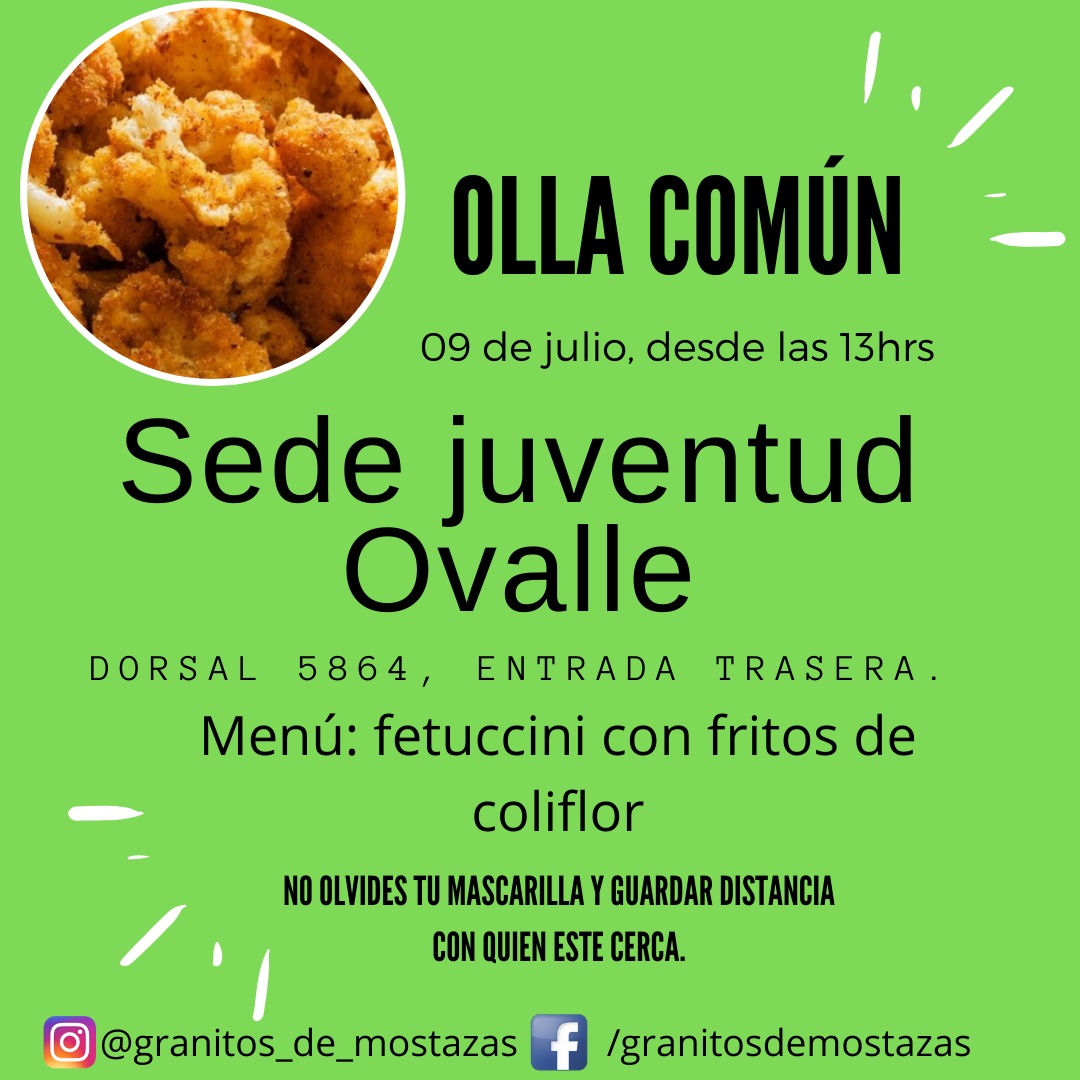 OLLA COMÚN
09 de julio, desde las 13hrs
Sede juventud
Ovalle
DORSAL 5864, ENTRADA TRASERA.
Menú: fetuccini con fritos de
coliflor
NO OLVIDES TU MASCARILLA Y GUARDAR DISTANCIA
CON QUIEN ESTE CERCA.
@granitos_de_mostazas /granitosdemostazas